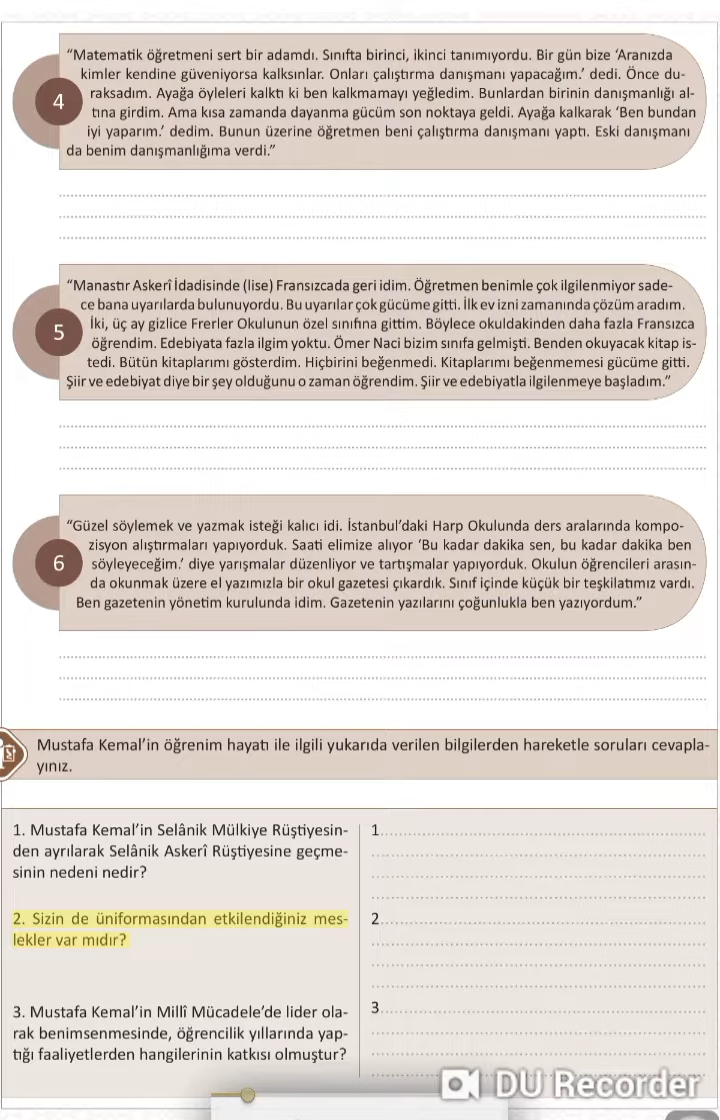 “Matematik öğretmeni sert bir adamdı. Sınıfta birinci, ikinci tanımıyordu. Bir gün bize ‘Aranızda
kimler kendine güveniyorsa kalksınlar. Onları çalıştırma danışmanı yapacağım.’ dedi. Önce du-
raksadım. Ayağa öyleleri kalktı ki ben kalkmamayı yeğledim. Bunlardan birinin danışmanlığı al-
4
tına girdim. Ama kısa zamanda dayanma gücüm son noktaya geldi. Ayağa kalkarak ‘Ben bundan
iyi yaparım.’ dedim. Bunun üzerine öğretmen beni çalıştırma danışmanı yaptı. Eski danışmanı
da benim danışmanlığıma verdi.”
“Manastır Askerî İdadisinde (lise) Fransızcada geri idim. Öğretmen benimle çok ilgilenmiyor sade-
ce bana uyarılarda bulunuyordu. Bu uyarılar çok gücüme gitti. İlk ev izni zamanında çözüm aradım.
İki, üç ay gizlice Frerler Okulunun özel sınıfına gittim. Böylece okuldakinden daha fazla Fransızca
5
öğrendim. Edebiyata fazla ilgim yoktu. Ömer Naci bizim sınıfa gelmişti. Benden okuyacak kitap is-
tedi. Bütün kitaplarımı gösterdim. Hiçbirini beğenmedi. Kitaplarımı beğenmemesi gücüme gitti.
Şiir ve edebiyat diye bir şey olduğunu o zaman öğrendim. Şiir ve edebiyatla ilgilenmeye başladım.”
“Güzel söylemek ve yazmak isteği kalıcı idi. İstanbul’daki Harp Okulunda ders aralarında kompo-
zisyon alıştırmaları yapıyorduk. Saati elimize alıyor ‘Bu kadar dakika sen, bu kadar dakika ben
6
söyleyeceğim.’ diye yarışmalar düzenliyor ve tartışmalar yapıyorduk. Okulun öğrencileri arasın-
da okunmak üzere el yazımızla bir okul gazetesi çıkardık. Sınıf içinde küçük bir teşkilatımız vardı.
Ben gazetenin yönetim kurulunda idim. Gazetenin yazılarını çoğunlukla ben yazıyordum.”
Mustafa Kemal’in öğrenim hayatı ile ilgili yukarıda verilen bilgilerden hareketle soruları cevapla-
yınız.
1. Mustafa Kemal’in Selânik Mülkiye Rüştiyesin-
den ayrılarak Selânik Askerî Rüştiyesine geçme-
sinin nedeni nedir?
1
2. Sizin de üniformasından etkilendiğiniz mes-
lekler var mıdır?
2
3. Mustafa Kemal’in Millî Mücadele’de lider ola-
rak benimsenmesinde, öğrencilik yıllarında yap-
tığı faaliyetlerden hangilerinin katkısı olmuştur?
3
DU Recorder